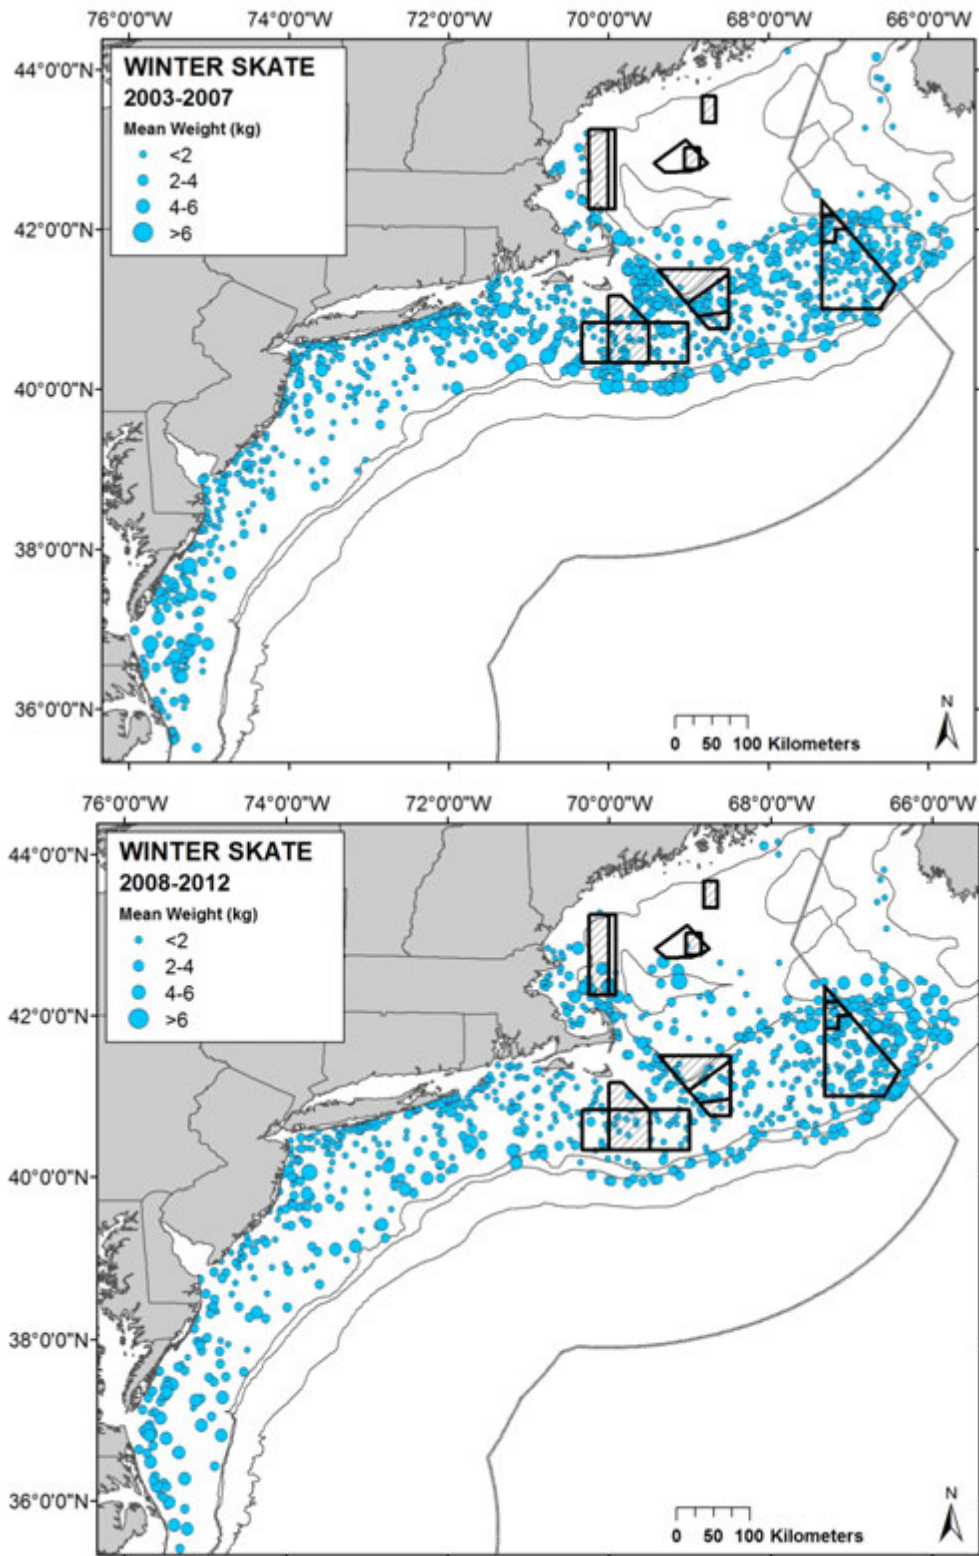 76°0'0"W 74°0'0"W 72°0'0"W 70°0'0"W 68°0'0"W 66°0'0"W
44°0'0"N
WINTER SKATE
2003-2007
Mean Weight (kg)
<2
2-4
4-6
>6
42°0'0"N
40°0'0"N
38°0'0"N
36°0'0"N
N
0 50 100 Kilometers
76°0'0"W 74°0'0"W 72°0'0"W 70°0'0"W 68°0'0"W 66°0'0"W
44°0'0"N
WINTER SKATE
2008-2012
Mean Weight (kg)
<2
2-4
4-6
>6
42°0'0"N
40°0'0"N
38°0'0"N
36°0'0"N
N
0 50 100 Kilometers